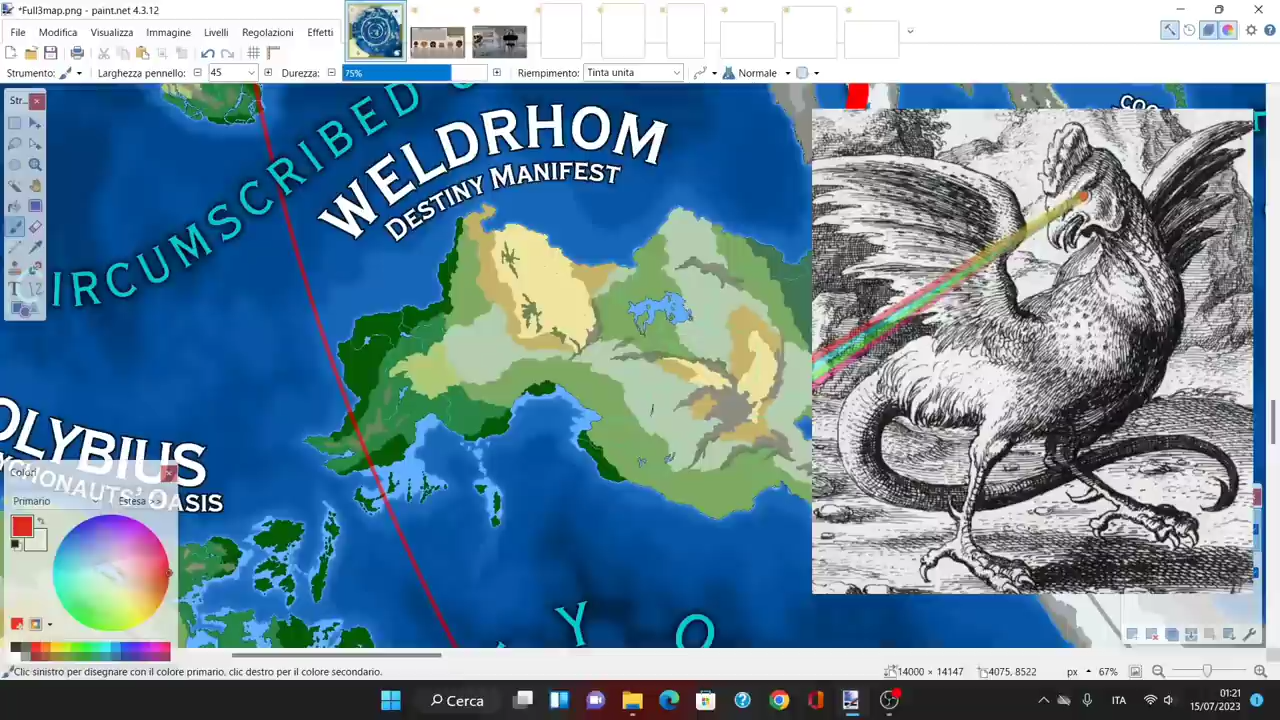 *Full3map.png - paint.net 4.3.12
File Modifica Visualizza Immagine Livelli Regolazioni Effetti
Strumento: Larghezza pennello: 45 Durezza: 75% Riempimento: Tinta unita Normale
Str...
CIRCUMSCRIBED
WELDRHOM
DESTINY MANIFEST
OLYBIUS
OASIS
Colori
Primario Estesa >>
Y O
Clic sinistro per disegnare con il colore primario, clic destro per il colore secondario. 14000 × 14147 4075, 8522 px 67%
Cerca
ITA
01:21
15/07/2023